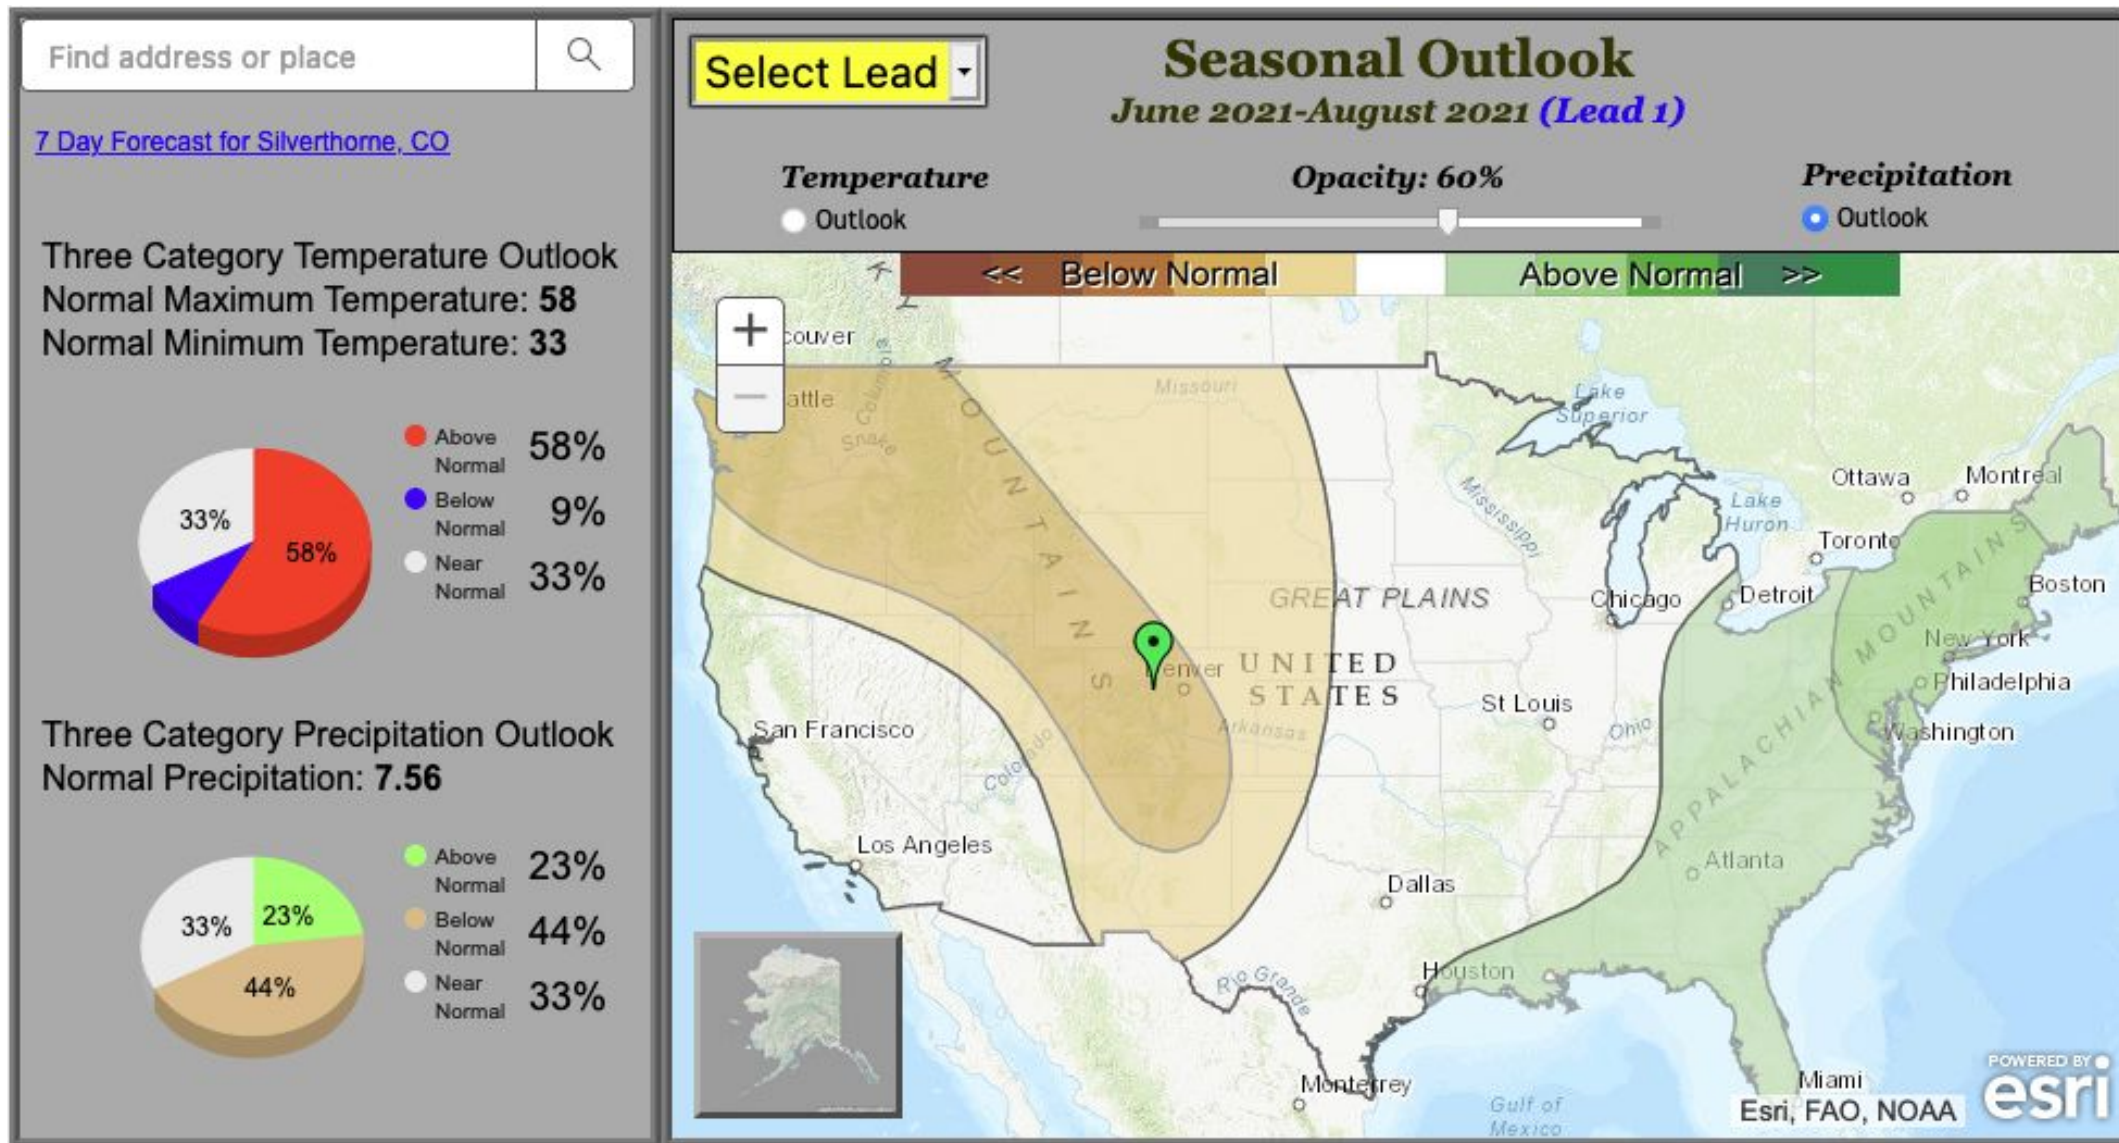 Find address or place
7 Day Forecast for Silverthorne, CO
Three Category Temperature Outlook
Normal Maximum Temperature: 58
Normal Minimum Temperature: 33
33%
58%
Above
Normal
58%
Below
Normal
9%
Near
Normal
33%
Three Category Precipitation Outlook
Normal Precipitation: 7.56
33%
23%
44%
Above
Normal
23%
Below
Normal
44%
Near
Normal
33%
Select Lead
Seasonal Outlook
June 2021-August 2021 (Lead 1)
Temperature
Outlook
Opacity: 60%
Precipitation
Outlook
<< Below Normal
Above Normal >>
+
−
couver
attle
Columbia
Snake
Missouri
K Y
M O U N T A I N S
Lake
Superior
Mississippi
Ottawa
Montreal
Lake
Huron
Toronto
GREAT PLAINS
Chicago
Detroit
Boston
New York
enver
UNITED
STATES
Philadelphia
St Louis
Ohio
Washington
San Francisco
Colorado
Arkansas
APPALACHIAN MOUNTAINS
Los Angeles
Atlanta
Dallas
Houston
Rio Grande
Monterrey
Miami
Gulf of
Mexico
Esri, FAO, NOAA
POWERED BY
esri